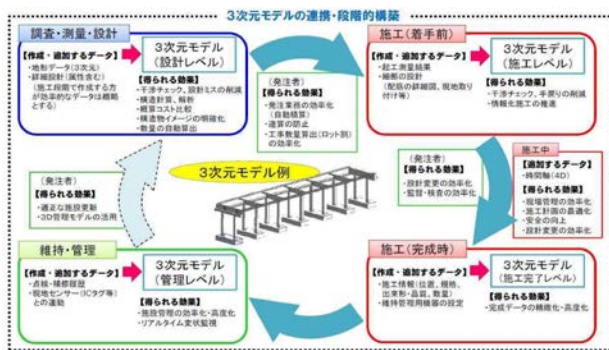 3次元モデルの連携・段階的構築
調査・測量・設計
【作成・追加するデータ】
・地形データ(3次元)
・詳細設計(属性含む)
(施工段階で作成する方
が効率的なデータは概略
とする)
3次元モデル
(設計レベル)
【得られる効果】
・干渉チェック、設計ミスの削減
・構造計算、解析
・概算コスト比較
・構造物イメージの明確化
・数量の自動算出
(発注者)
【得られる効果】
・発注業務の効率化
(自動積算)
・違算の防止
・工事数量算出(ロット割)
の効率化
施工(着手前)
【作成・追加するデータ】
・起工測量結果
・細部の設計
(配筋の詳細図、現地取
り付け等)
3次元モデル
(施工レベル)
【得られる効果】
・干渉チェック、手戻りの削減
・情報化施工の推進
(発注者)
【得られる効果】
・設計変更の効率化
・監督・検査の効率化
施工中
【追加するデータ】
・時間軸(4D)
【得られる効果】
・現場管理の効率化
・施工計画の最適化
・安全の向上
・設計変更の効率化
3次元モデル例
(発注者)
【得られる効果】
・適正な施設更新
・3D管理モデルの活用
維持・管理
【作成・追加するデータ】
・点検・補修履歴
・現地センサー(ICタグ等)
との連動
3次元モデル
(管理レベル)
【得られる効果】
・施設管理の効率化・高度化
・リアルタイム変状監視
施工(完成時)
【作成・追加するデータ】
・施工情報(位置、規格、
出来形・品質、数量)
・維持管理用機器の設定
3次元モデル
(施工完了レベル)
【得られる効果】
・完成データの精緻化・高度化